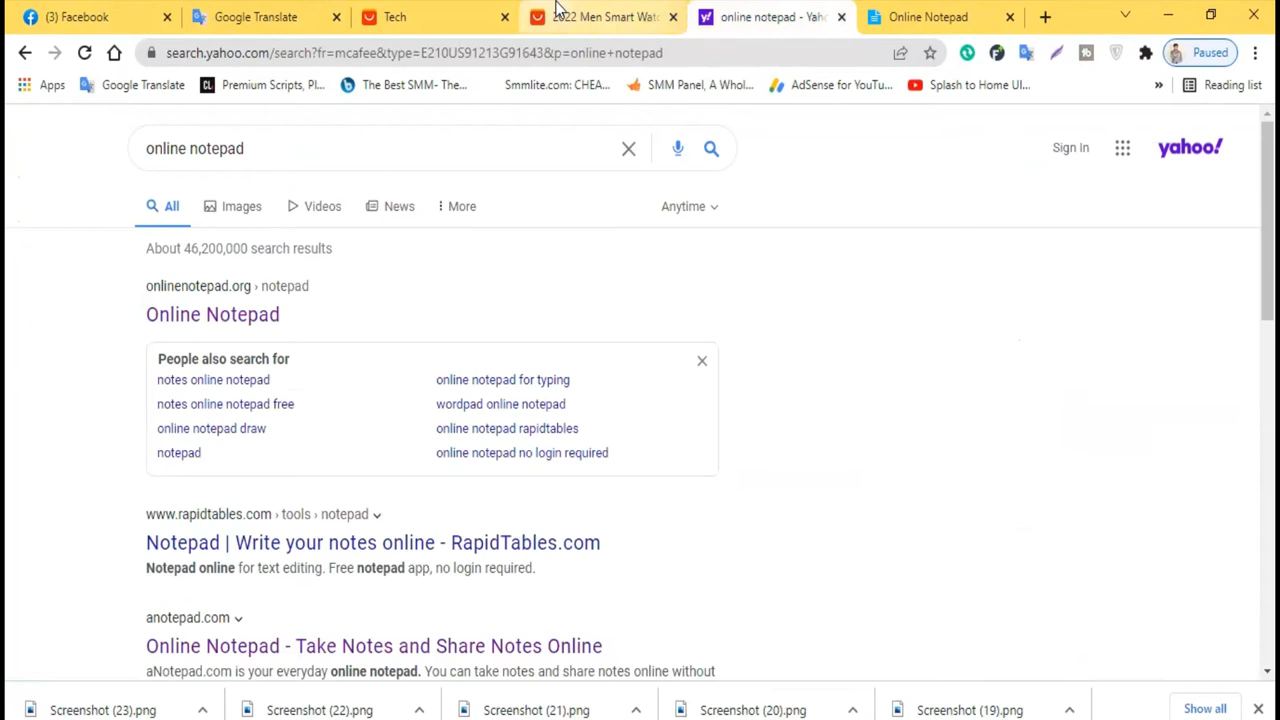 (3) Facebook
Google Translate
Tech
2022 Men Smart Wat
online notepad - Yaho
Online Notepad
search.yahoo.com/search?fr=mcafee&type=E210US91213G91643&p=online+notepad
Paused
Apps
Google Translate
Premium Scripts, Pl...
The Best SMM- The...
Smmlite.com: CHEA...
SMM Panel, A Whol...
AdSense for YouTu...
Splash to Home UI...
»
Reading list
online notepad
Sign In
yahoo!
All
Images
Videos
News
More
Anytime
About 46,200,000 search results
onlinenotepad.org › notepad
Online Notepad
People also search for
notes online notepad
online notepad for typing
notes online notepad free
wordpad online notepad
online notepad draw
online notepad rapidtables
notepad
online notepad no login required
www.rapidtables.com › tools › notepad
Notepad | Write your notes online - RapidTables.com
Notepad online for text editing. Free notepad app, no login required.
anotepad.com
Online Notepad - Take Notes and Share Notes Online
aNotepad.com is your everyday online notepad. You can take notes and share notes online without
Screenshot (23).png
Screenshot (22).png
Screenshot (21).png
Screenshot (20).png
Screenshot (19).png
Show all